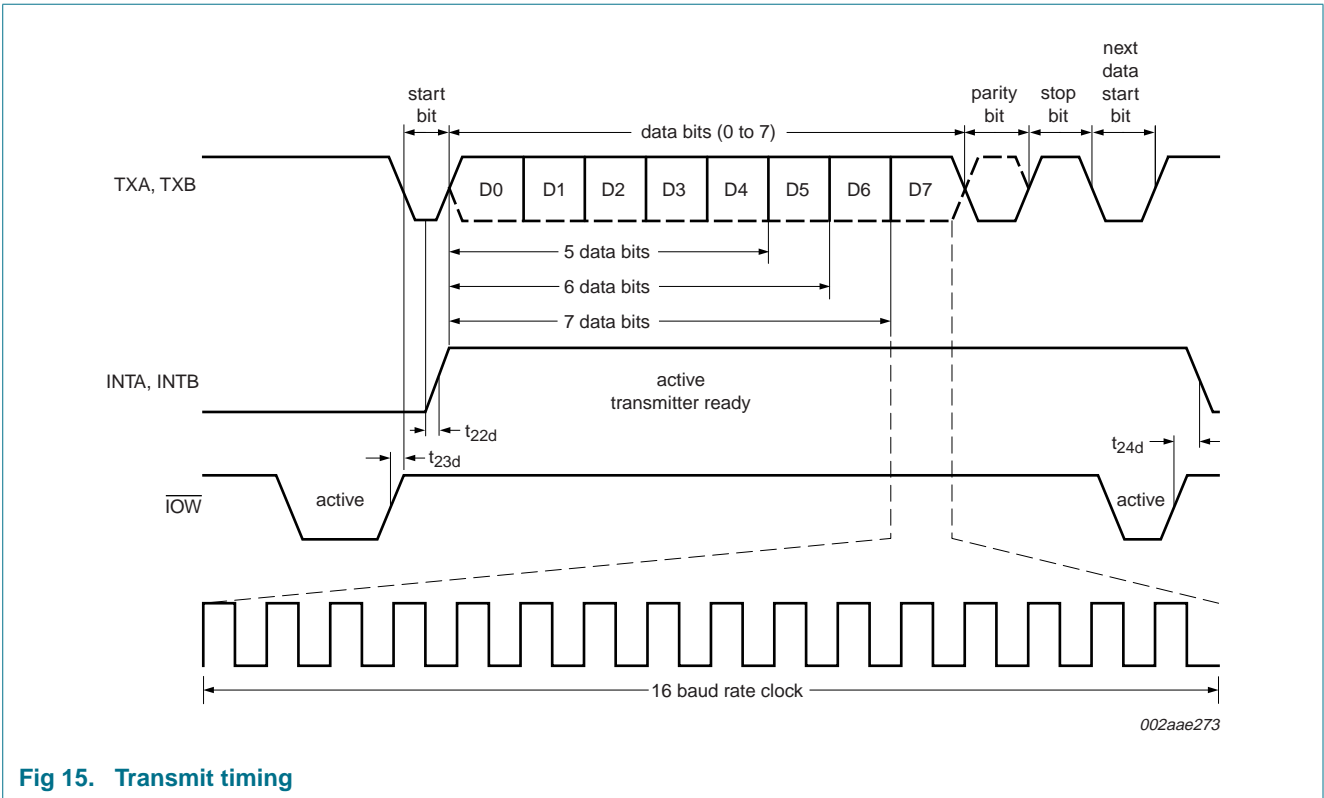 next
data
start
bit
start
bit
parity
bit
stop
bit
data bits (0 to 7)
TXA, TXB
D0 D1 D2 D3 D4 D5 D6 D7
5 data bits
6 data bits
7 data bits
INTA, INTB
active
transmitter ready
t22d
t23d
t24d
IOW
active
active
16 baud rate clock
002aae273
Fig 15. Transmit timing